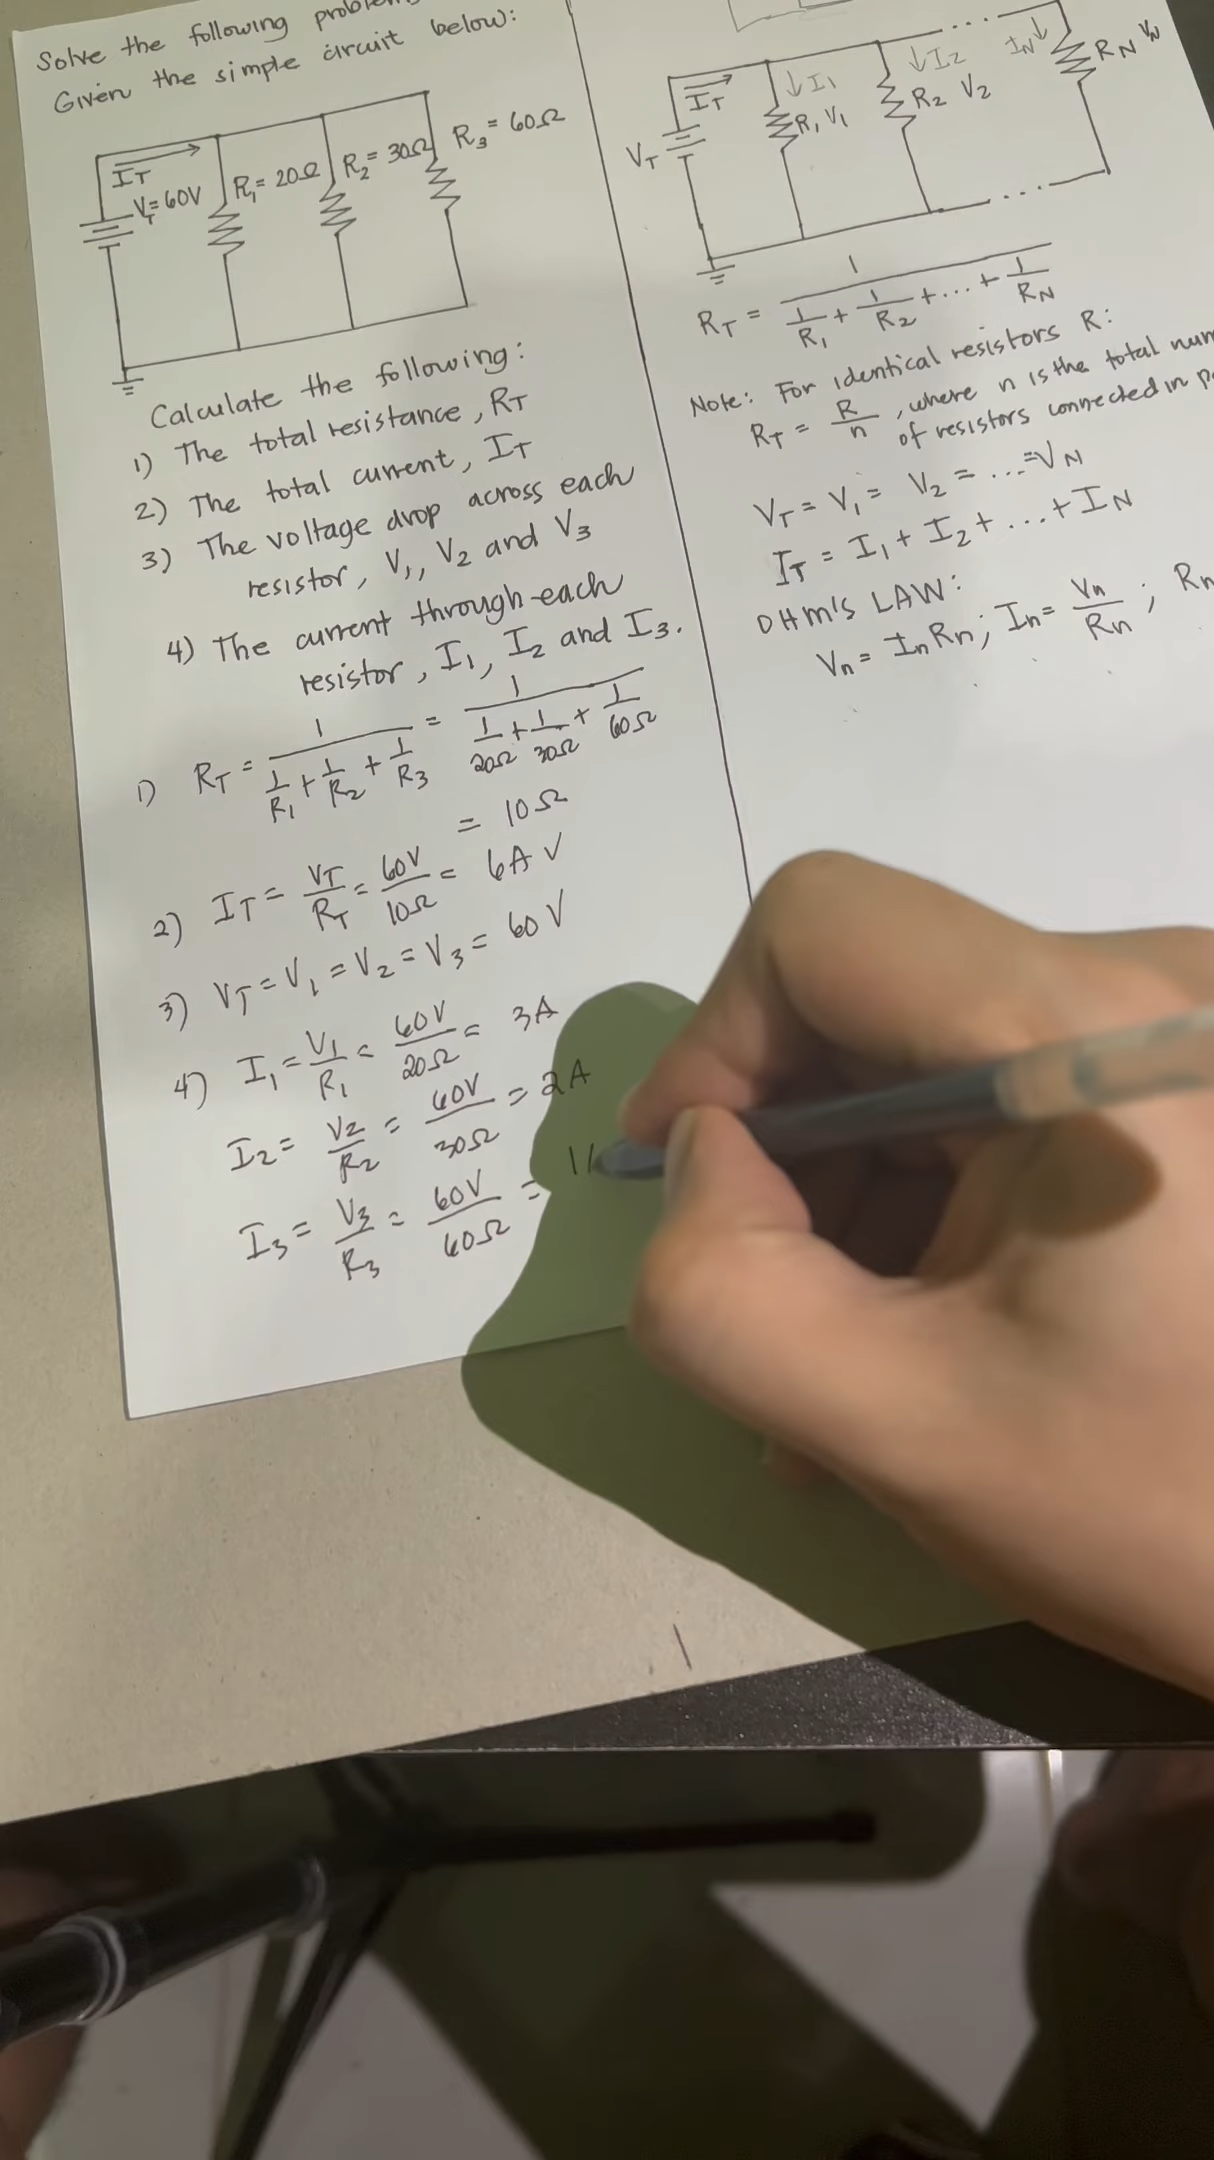 Solve the following
Given the simple circuit below:
IT
VT=60V
R1=20Ω
R2=30Ω
R3=60Ω
Calculate the following:
1) The total resistance, RT
2) The total current, IT
3) The voltage drop across each
resistor, V1, V2 and V3
4) The current through each
resistor, I1, I2 and I3.
1) RT = 1/(1/R1 + 1/R2 + 1/R3) = 1/(1/20Ω + 1/30Ω + 1/60Ω)
= 10Ω
2) IT = VT/RT = 60V/10Ω = 6A V
3) VT = V1 = V2 = V3 = 60V
4) I1 = V1/R1 = 60V/20Ω = 3A
I2 = V2/R2 = 60V/30Ω = 2A
I3 = V3/R3 = 60V/60Ω = 1
VT
IT
↓I1
R1 V1
↓I2
R2 V2
...
IN↓
RN VN
...
RT = 1/(1/R1 + 1/R2 + ... + 1/RN)
Note: For identical resistors R:
RT = R/n, where n is the total
of resistors connected in
VT = V1 = V2 = ... = VN
IT = I1 + I2 + ... + IN
OHM'S LAW:
Vn = InRn; In = Vn/Rn; Rn